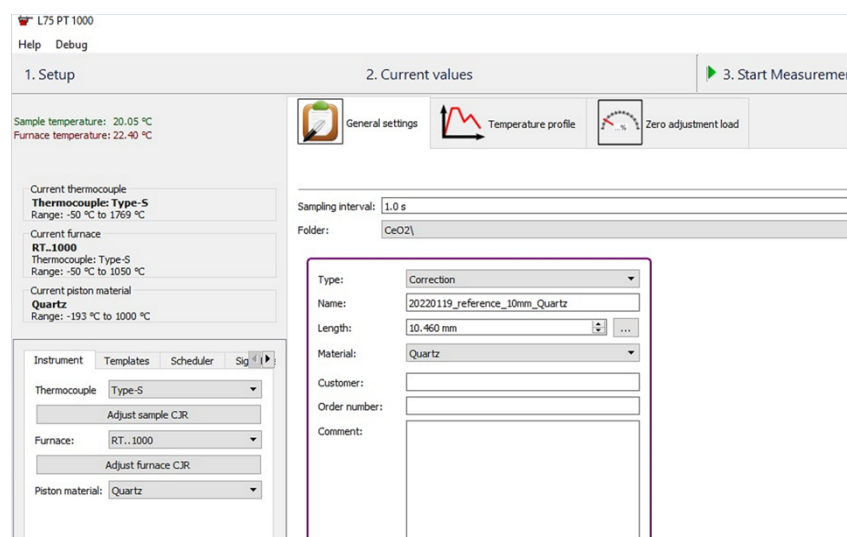 L75 PT 1000
Help Debug
1. Setup
2. Current values
3. Start Measuremer
Sample temperature: 20.05 °C
Furnace temperature: 22.40 °C
General settings
Temperature profile
...%
Zero adjustment load
Current thermocouple
Thermocouple: Type-S
Range: -50 °C to 1769 °C
Current furnace
RT..1000
Thermocouple: Type-S
Range: -50 °C to 1050 °C
Current piston material
Quartz
Range: -193 °C to 1000 °C
Sampling interval: 1.0 s
Folder: CeO2\
Type: Correction
Name: 20220119_reference_10mm_Quartz
Length: 10.460 mm ...
Material: Quartz
Customer:
Order number:
Comment:
Instrument Templates Scheduler Sig
Thermocouple Type-S
Adjust sample CJR
Furnace: RT..1000
Adjust furnace CJR
Piston material: Quartz